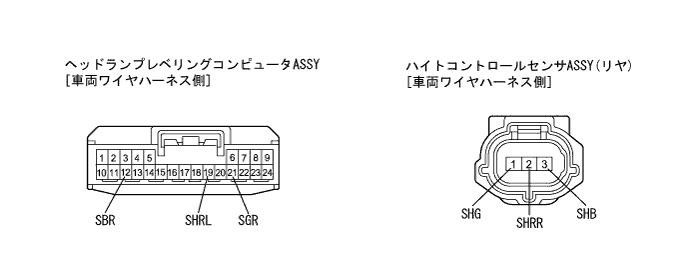 ヘッドランプレベリングコンピュータASSY
[車両ワイヤハーネス側]
ハイトコントロールセンサASSY(リヤ)
[車両ワイヤハーネス側]
1 2 3 4 5 6 7 8 9
10 11 12 13 14 15 16 17 18 19 20 21 22 23 24
SBR SHRL SGR
1 2 3
SHG SHRR SHB